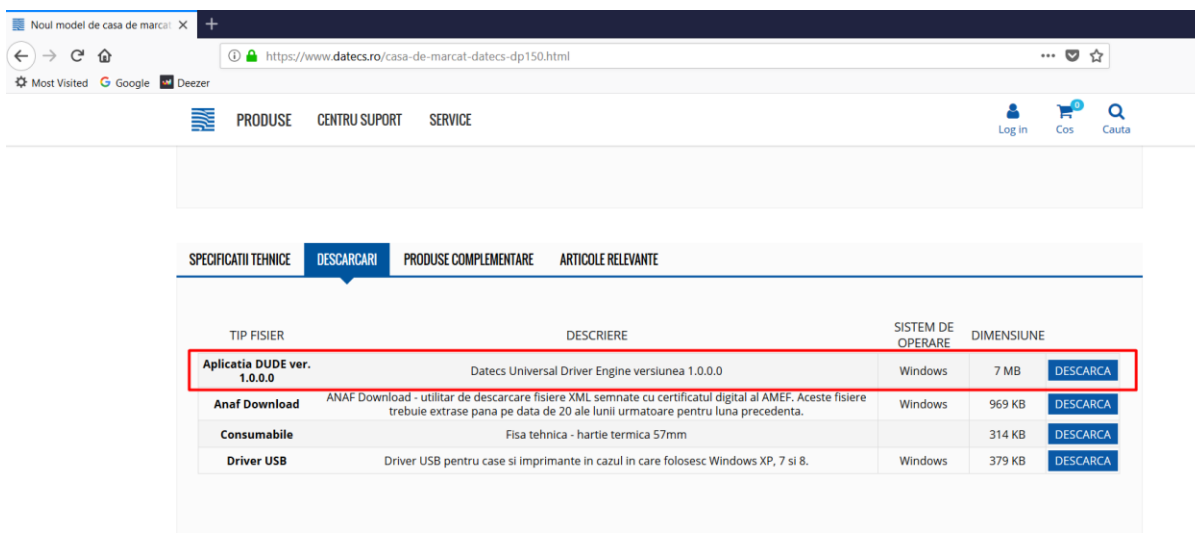 Noul model de casa de marcat
https://www.datecs.ro/casa-de-marcat-datecs-dp150.html
Most Visited Google Deezer
PRODUSE CENTRU SUPORT SERVICE
0
Log in Cos Cauta
SPECIFICATII TEHNICE DESCARCARI PRODUSE COMPLEMENTARE ARTICOLE RELEVANTE
TIP FISIER DESCRIERE SISTEM DE OPERARE DIMENSIUNE
Aplicatia DUDE ver. 1.0.0.0 Datecs Universal Driver Engine versiunea 1.0.0.0 Windows 7 MB DESCARCA
Anaf Download ANAF Download - utilitar de descarcare fisiere XML semnate cu certificatul digital al AMEF. Aceste fisiere trebuie extrase pana pe data de 20 ale lunii urmatoare pentru luna precedenta. Windows 969 KB DESCARCA
Consumabile Fisa tehnica - hartie termica 57mm 314 KB DESCARCA
Driver USB Driver USB pentru case si imprimante in cazul in care folosesc Windows XP, 7 si 8. Windows 379 KB DESCARCA